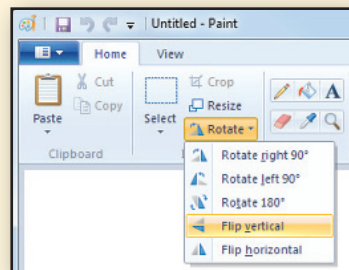 Untitled - Paint
Home View
Cut
Copy
Paste
Clipboard
Select
Crop
Resize
Rotate
A
Rotate right 90°
Rotate left 90°
Rotate 180°
Flip vertical
Flip horizontal